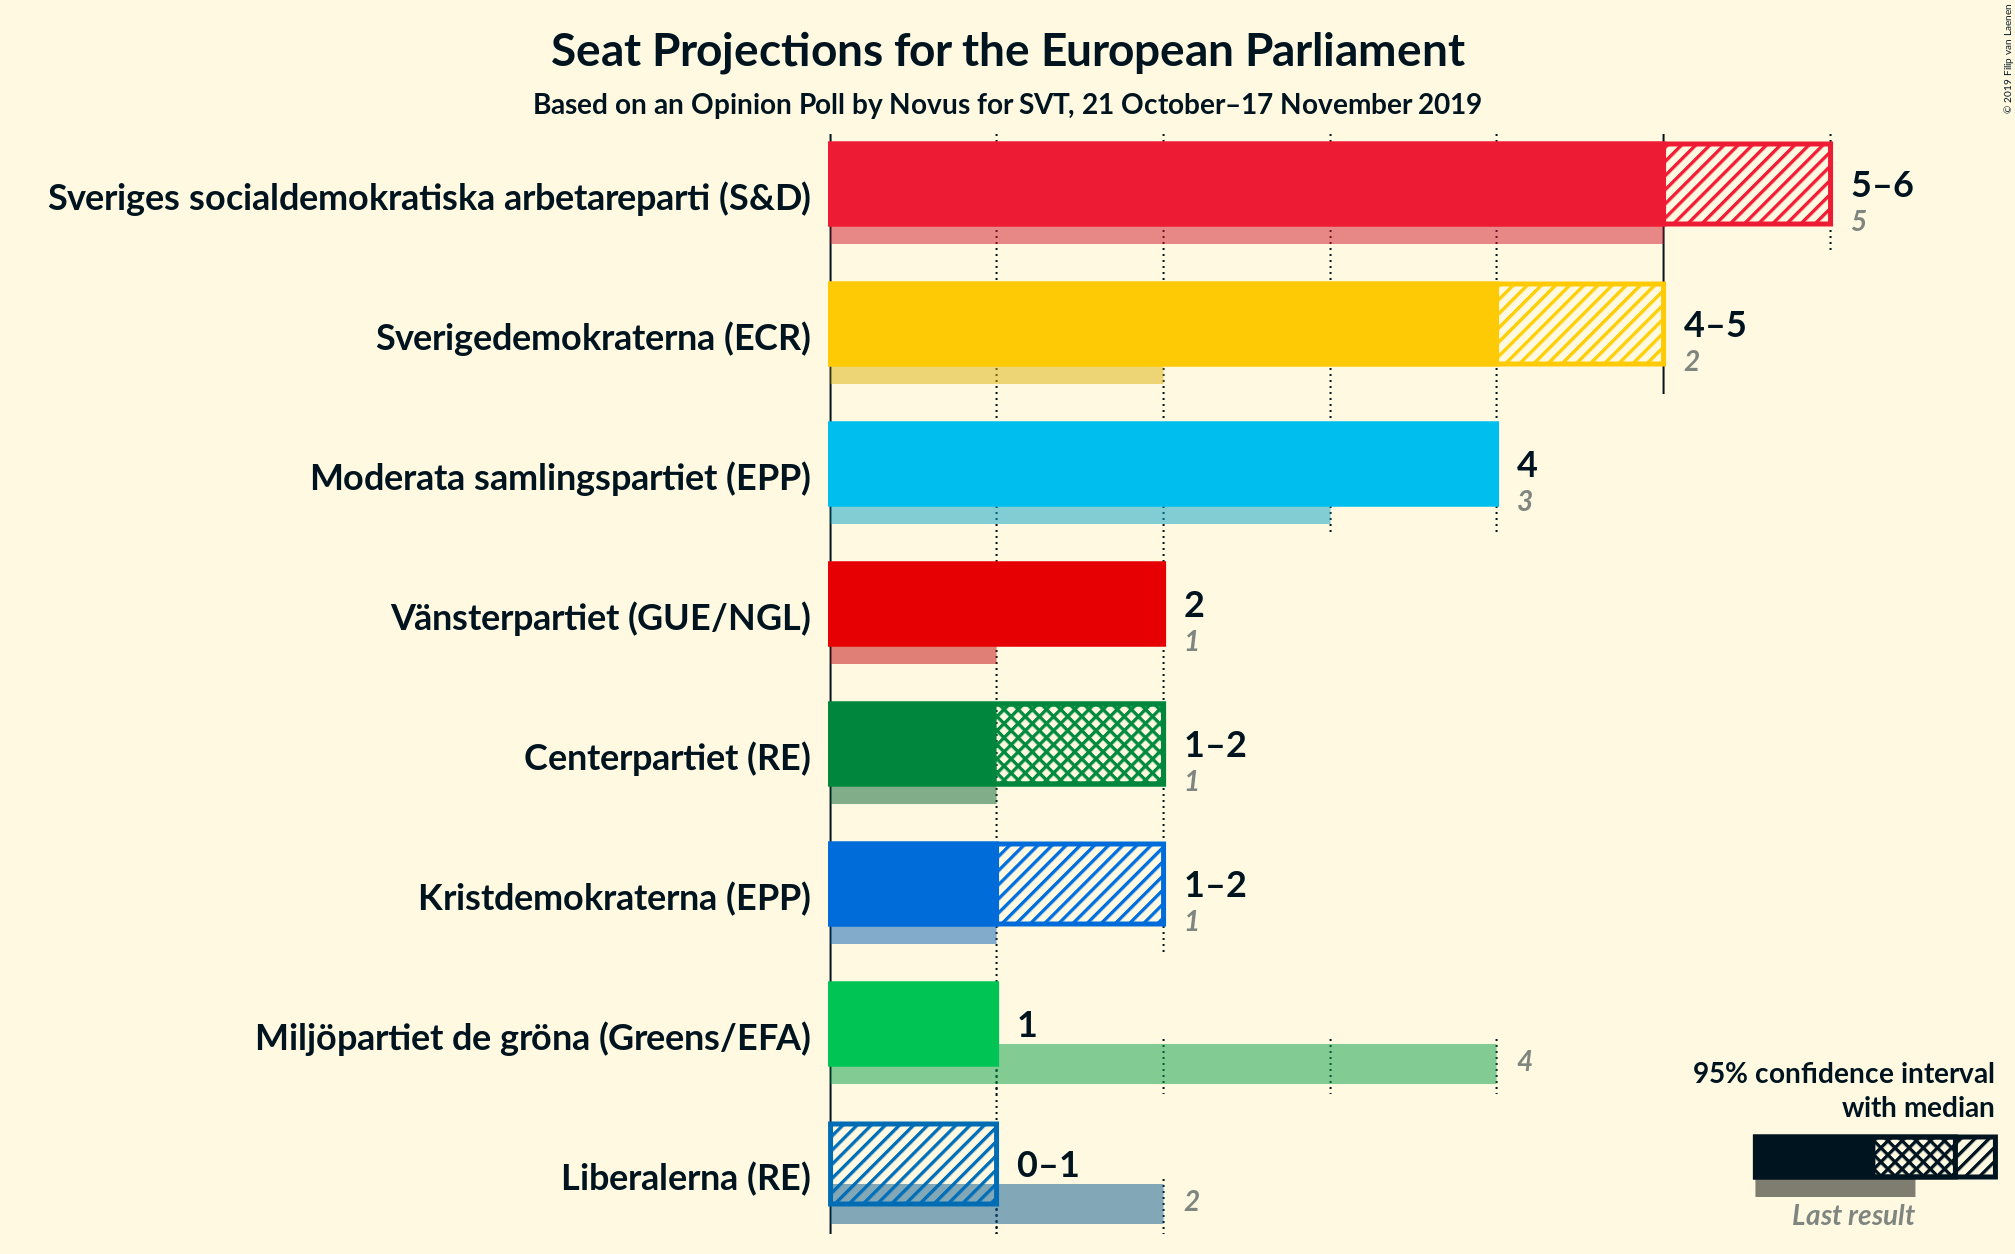 Seat Projections for the European Parliament
Based on an Opinion Poll by Novus for SVT, 21 October–17 November 2019
© 2019 Filip van Laenen
Sveriges socialdemokratiska arbetareparti (S&D)
5–6
5
Sverigedemokraterna (ECR)
4–5
2
Moderata samlingspartiet (EPP)
4
3
Vänsterpartiet (GUE/NGL)
2
1
Centerpartiet (RE)
1–2
1
Kristdemokraterna (EPP)
1–2
1
Miljöpartiet de gröna (Greens/EFA)
1
4
Liberalerna (RE)
0–1
2
95% confidence interval
with median
Last result